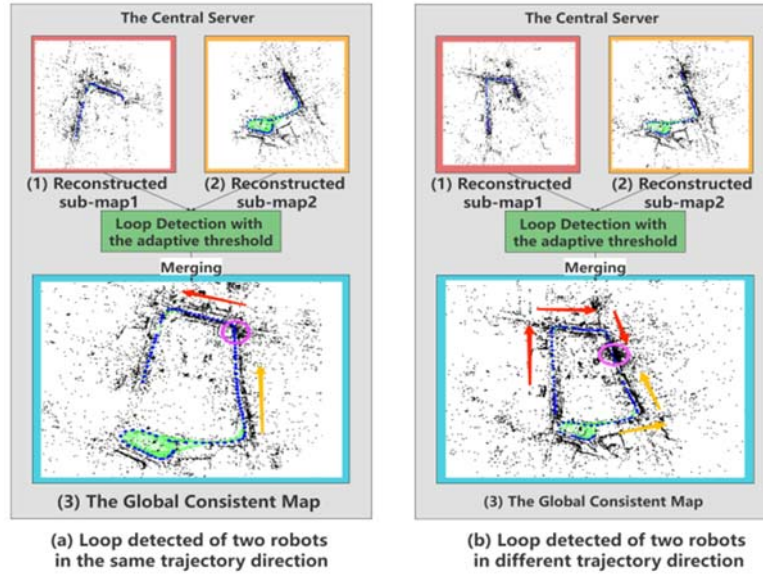 The Central Server
(1) Reconstructed
sub-map1
(2) Reconstructed
sub-map2
Loop Detection with
the adaptive threshold
Merging
(3) The Global Consistent Map
(a) Loop detected of two robots
in the same trajectory direction
The Central Server
(1) Reconstructed
sub-map1
(2) Reconstructed
sub-map2
Loop Detection with
the adaptive threshold
Merging
(3) The Global Consistent Map
(b) Loop detected of two robots
in different trajectory direction